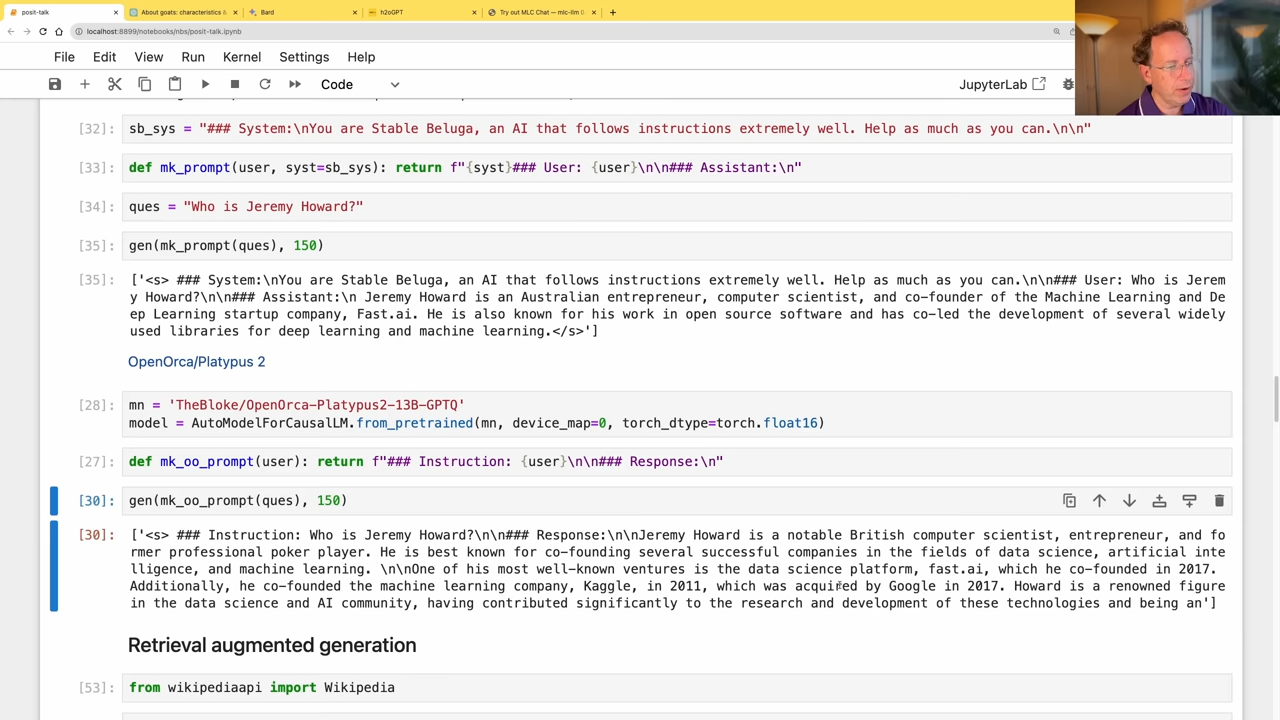 posit-talk
About goats: characteristics &
Bard
h2oGPT
Try out MLC Chat — mlc-llm 0
localhost:8899/notebooks/nbs/posit-talk.ipynb
File Edit View Run Kernel Settings Help
Code JupyterLab
[32]: sb_sys = "### System:\nYou are Stable Beluga, an AI that follows instructions extremely well. Help as much as you can.\n\n"
[33]: def mk_prompt(user, syst=sb_sys): return f"{syst}### User: {user}\n\n### Assistant:\n"
[34]: ques = "Who is Jeremy Howard?"
[35]: gen(mk_prompt(ques), 150)
[35]: ['<s> ### System:\nYou are Stable Beluga, an AI that follows instructions extremely well. Help as much as you can.\n\n### User: Who is Jerem
y Howard?\n\n### Assistant:\n Jeremy Howard is an Australian entrepreneur, computer scientist, and co-founder of the Machine Learning and De
ep Learning startup company, Fast.ai. He is also known for his work in open source software and has co-led the development of several widely
used libraries for deep learning and machine learning.</s>']
OpenOrca/Platypus 2
[28]: mn = 'TheBloke/OpenOrca-Platypus2-13B-GPTQ'
model = AutoModelForCausalLM.from_pretrained(mn, device_map=0, torch_dtype=torch.float16)
[27]: def mk_oo_prompt(user): return f"### Instruction: {user}\n\n### Response:\n"
[30]: gen(mk_oo_prompt(ques), 150)
[30]: ['<s> ### Instruction: Who is Jeremy Howard?\n\n### Response:\n\nJeremy Howard is a notable British computer scientist, entrepreneur, and fo
rmer professional poker player. He is best known for co-founding several successful companies in the fields of data science, artificial inte
lligence, and machine learning. \n\nOne of his most well-known ventures is the data science platform, fast.ai, which he co-founded in 2017.
Additionally, he co-founded the machine learning company, Kaggle, in 2011, which was acquired by Google in 2017. Howard is a renowned figure
in the data science and AI community, having contributed significantly to the research and development of these technologies and being an']
Retrieval augmented generation
[53]: from wikipediaapi import Wikipedia